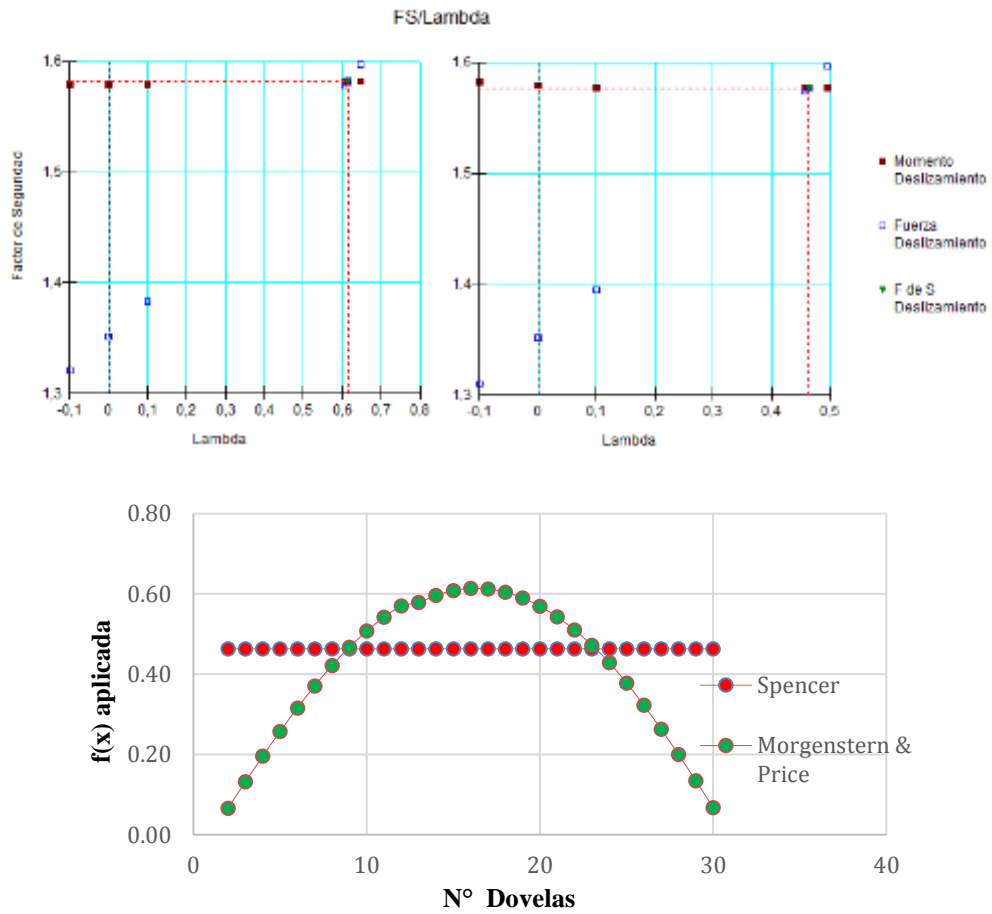 FS/Lambda
Factor de Seguridad
1,6
1,5
1,4
1,3
-0,1
0
0,1
0,2
0,3
0,4
0,5
0,6
0,6
Lambda
1,6
1,5
1,4
1,3
-0,1
0
0,1
0,2
0,3
0,4
0,5
Lambda
Momento
Deslizamiento
Fuerza
Deslizamiento
F de S
Deslizamiento
0.80
0.60
0.40
0.20
0.00
f(x) aplicada
0
10
20
30
40
N° Dovelas
Spencer
Morgenstern &
Price